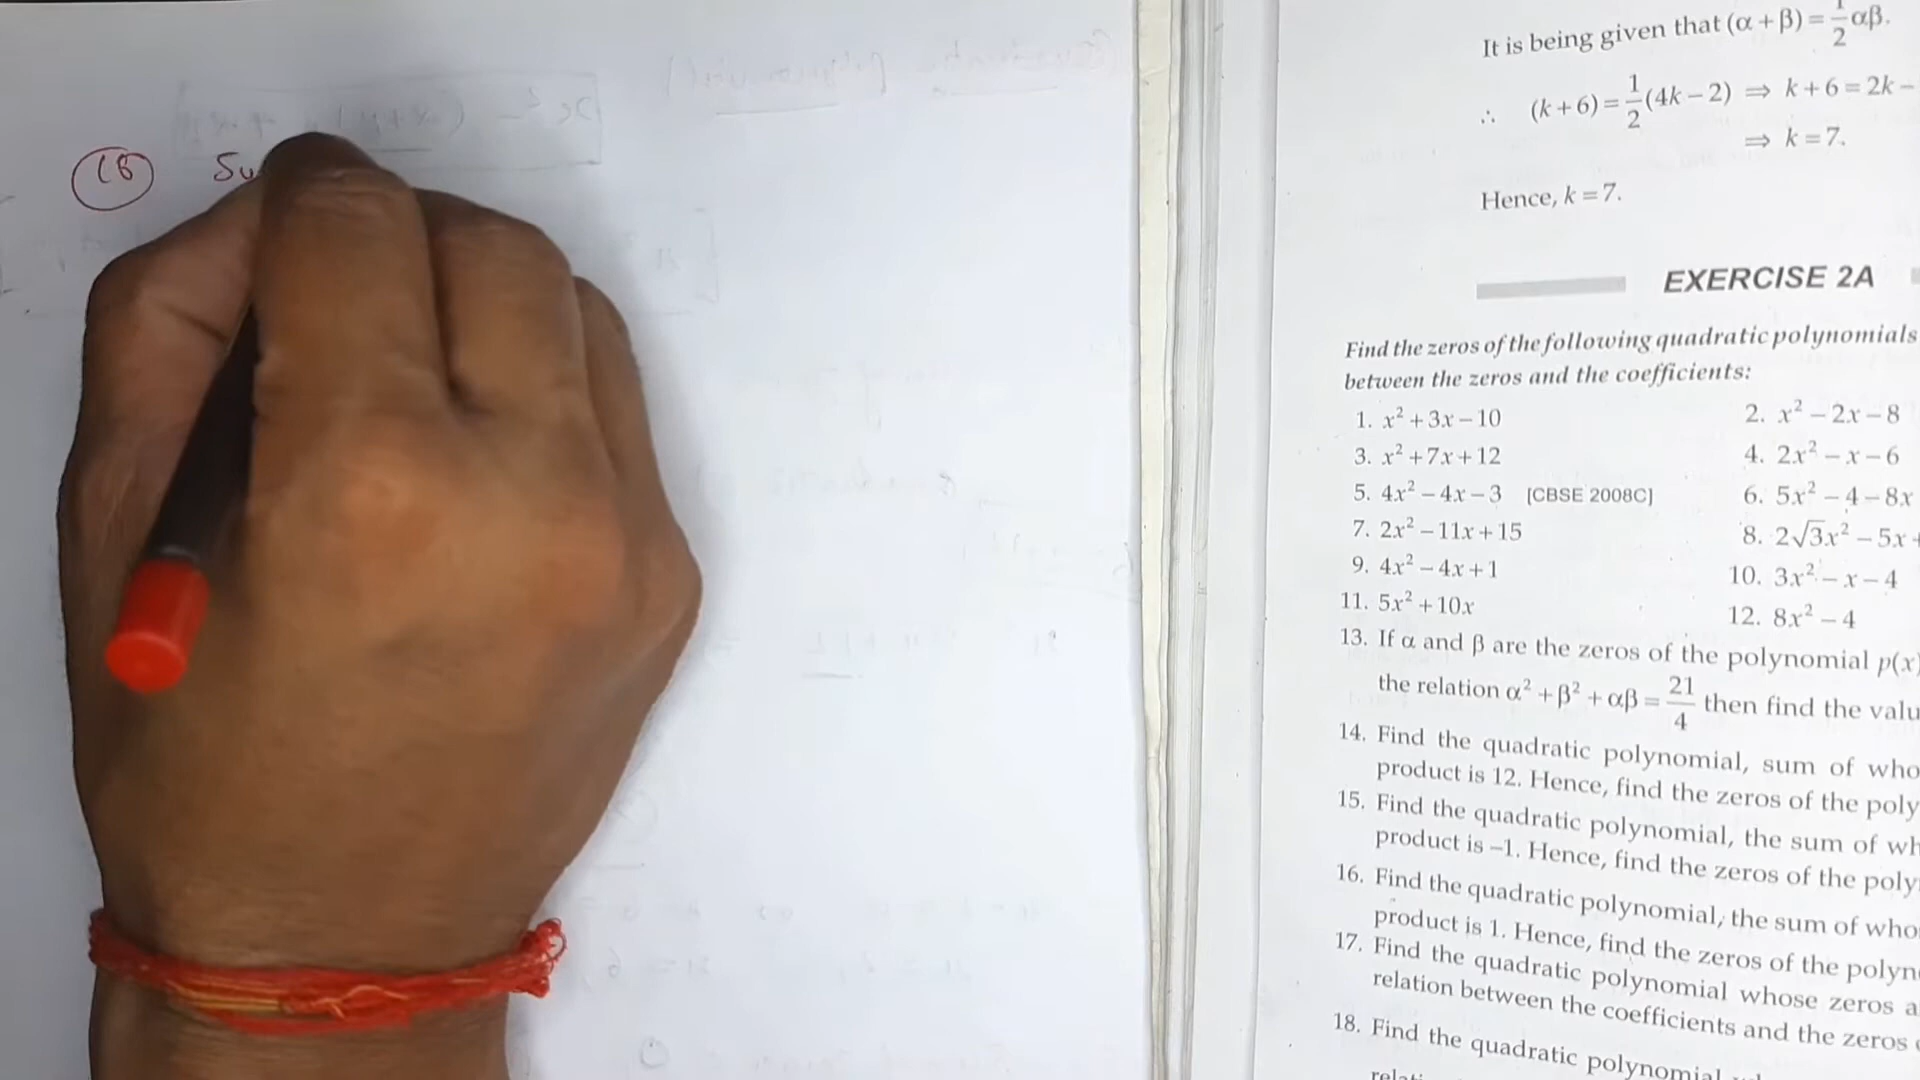 (18) Su
It is being given that (α + β) = 1/2 αβ.
∴ (k + 6) = 1/2 (4k − 2) ⇒ k + 6 = 2k −
⇒ k = 7.
Hence, k = 7.
EXERCISE 2A
Find the zeros of the following quadratic polynomials
between the zeros and the coefficients:
1. x² + 3x − 10 2. x² − 2x − 8
3. x² + 7x + 12 4. 2x² − x − 6
5. 4x² − 4x − 3 [CBSE 2008C] 6. 5x² − 4 − 8x
7. 2x² − 11x + 15 8. 2√3x² − 5x +
9. 4x² − 4x + 1 10. 3x² − x − 4
11. 5x² + 10x 12. 8x² − 4
13. If α and β are the zeros of the polynomial p(x)
the relation α² + β² + αβ = 21/4 then find the valu
14. Find the quadratic polynomial, sum of who
product is 12. Hence, find the zeros of the poly
15. Find the quadratic polynomial, the sum of wh
product is −1. Hence, find the zeros of the poly
16. Find the quadratic polynomial, the sum of who
product is 1. Hence, find the zeros of the polyn
17. Find the quadratic polynomial whose zeros a
relation between the coefficients and the zeros
18. Find the quadratic polynomial